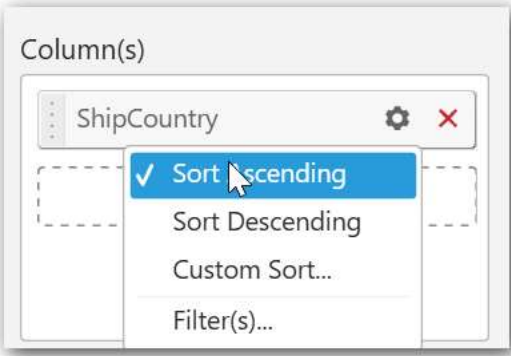 Column(s)
ShipCountry
Sort Ascending
Sort Descending
Custom Sort...
Filter(s)...